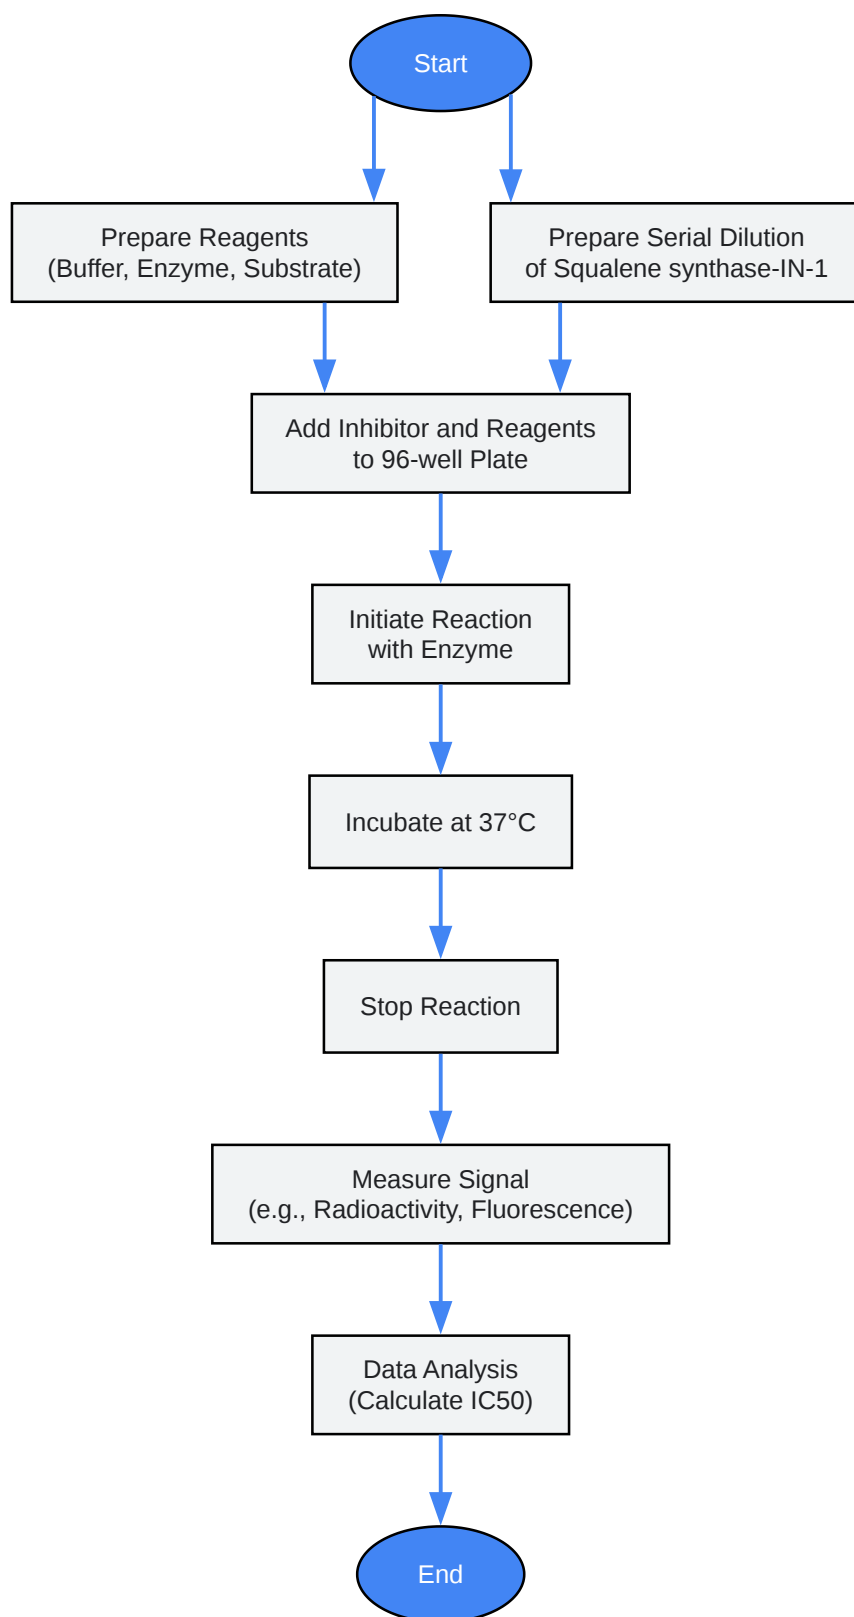 Start
Prepare Reagents
(Buffer, Enzyme, Substrate)
Prepare Serial Dilution
of Squalene synthase-IN-1
Add Inhibitor and Reagents
to 96-well Plate
Initiate Reaction
with Enzyme
Incubate at 37°C
Stop Reaction
Measure Signal
(e.g., Radioactivity, Fluorescence)
Data Analysis
(Calculate IC50)
End